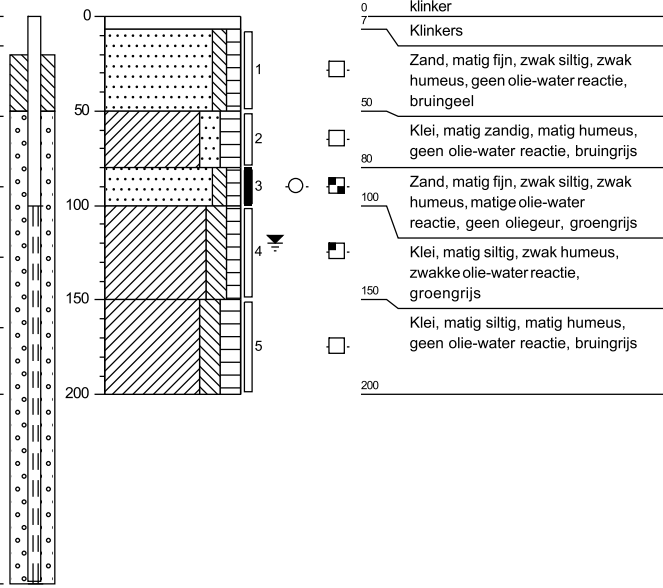 0
50
100
150
200
1
2
3
4
5
0 klinker
7
Klinkers
Zand, matig fijn, zwak siltig, zwak
humeus, geen olie-water reactie,
bruingeel
50
Klei, matig zandig, matig humeus,
geen olie-water reactie, bruingrijs
80
Zand, matig fijn, zwak siltig, zwak
humeus, matige olie-water
reactie, geen oliegeur, groengrijs
100
Klei, matig siltig, zwak humeus,
zwakke olie-water reactie,
groengrijs
150
Klei, matig siltig, matig humeus,
geen olie-water reactie, bruingrijs
200